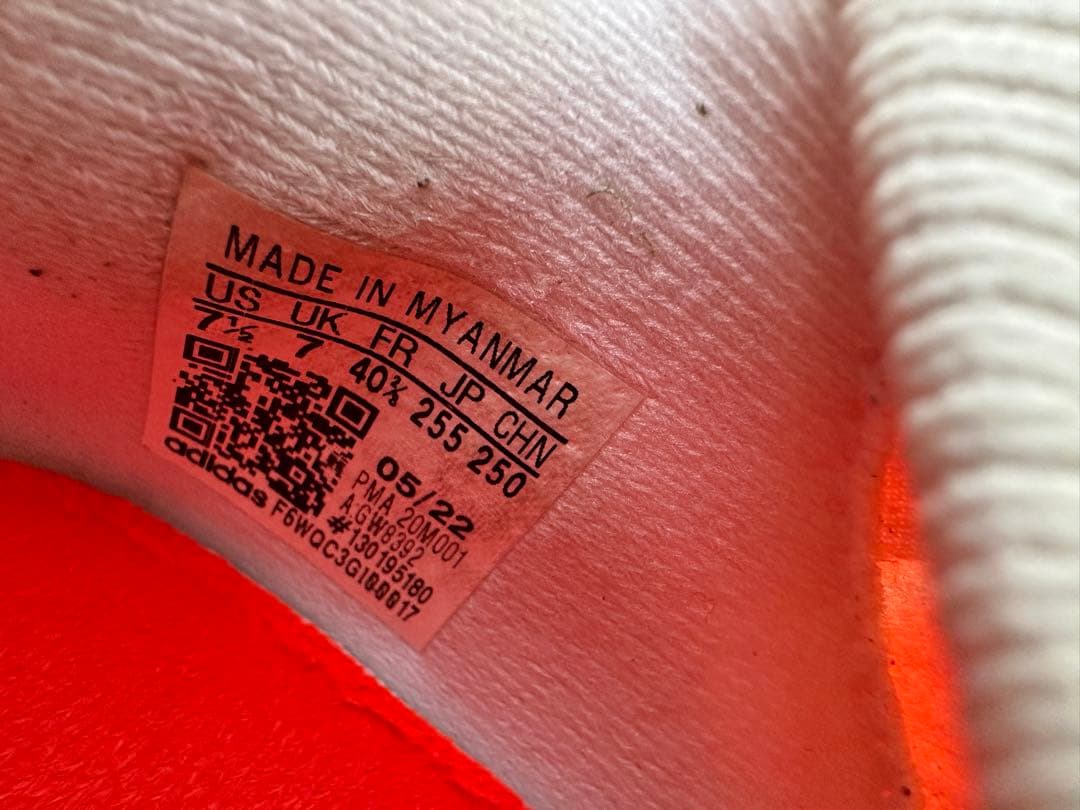 MADE IN MYANMAR
US UK FR JP CHN
7½ 7 40⅔ 255 250
05/22
PMA 20M001
A:GW8392
#130195180
adidas F6WQC3GI00017